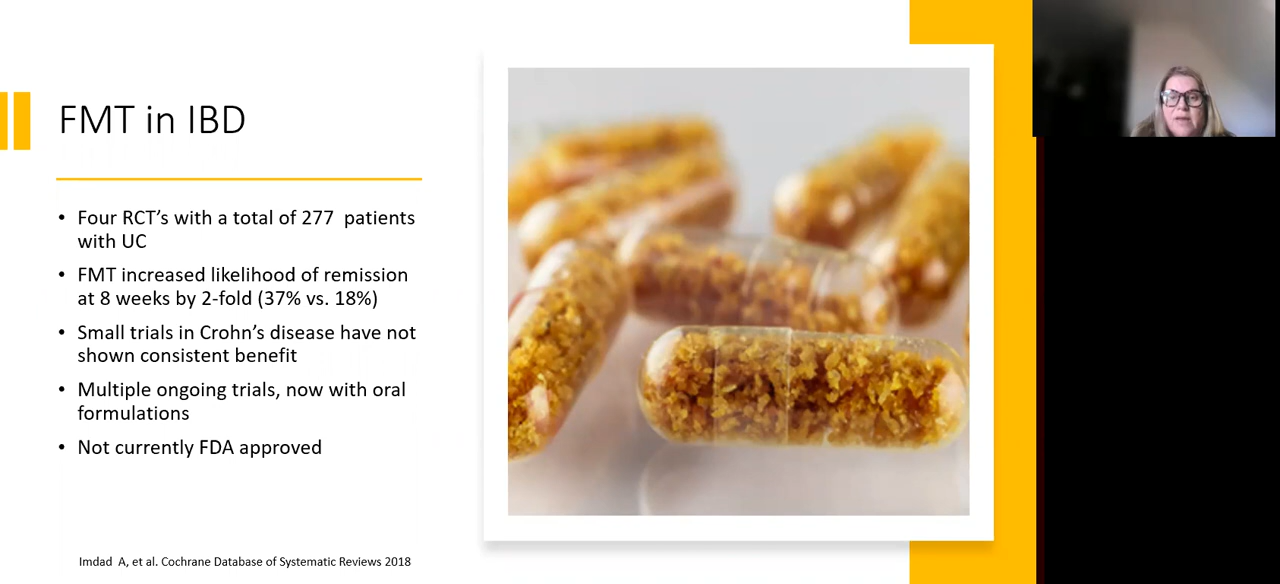 FMT in IBD
• Four RCT’s with a total of 277 patients
with UC
• FMT increased likelihood of remission
at 8 weeks by 2-fold (37% vs. 18%)
• Small trials in Crohn’s disease have not
shown consistent benefit
• Multiple ongoing trials, now with oral
formulations
• Not currently FDA approved
Imdad A, et al. Cochrane Database of Systematic Reviews 2018